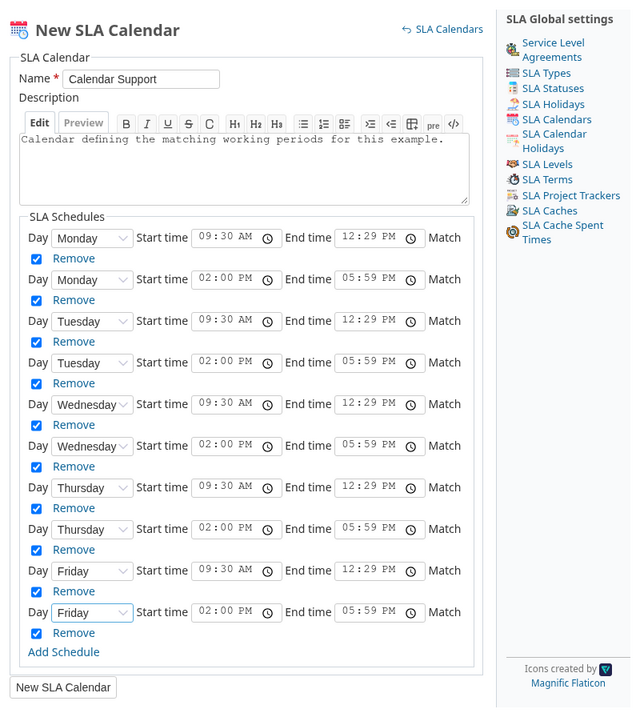 New SLA Calendar
SLA Calendars
SLA Calendar
Name * Calendar Support
Description
Edit Preview B I U S C H1 H2 H3 pre </>
Calendar defining the matching working periods for this example.
SLA Schedules
Day Monday Start time 09:30 AM End time 12:29 PM Match
Remove
Day Monday Start time 02:00 PM End time 05:59 PM Match
Remove
Day Tuesday Start time 09:30 AM End time 12:29 PM Match
Remove
Day Tuesday Start time 02:00 PM End time 05:59 PM Match
Remove
Day Wednesday Start time 09:30 AM End time 12:29 PM Match
Remove
Day Wednesday Start time 02:00 PM End time 05:59 PM Match
Remove
Day Thursday Start time 09:30 AM End time 12:29 PM Match
Remove
Day Thursday Start time 02:00 PM End time 05:59 PM Match
Remove
Day Friday Start time 09:30 AM End time 12:29 PM Match
Remove
Day Friday Start time 02:00 PM End time 05:59 PM Match
Remove
Add Schedule
New SLA Calendar
SLA Global settings
Service Level
Agreements
SLA Types
SLA Statuses
SLA Holidays
SLA Calendars
SLA Calendar
Holidays
SLA Levels
SLA Terms
SLA Project Trackers
SLA Caches
SLA Cache Spent
Times
Icons created by
Magnific Flaticon